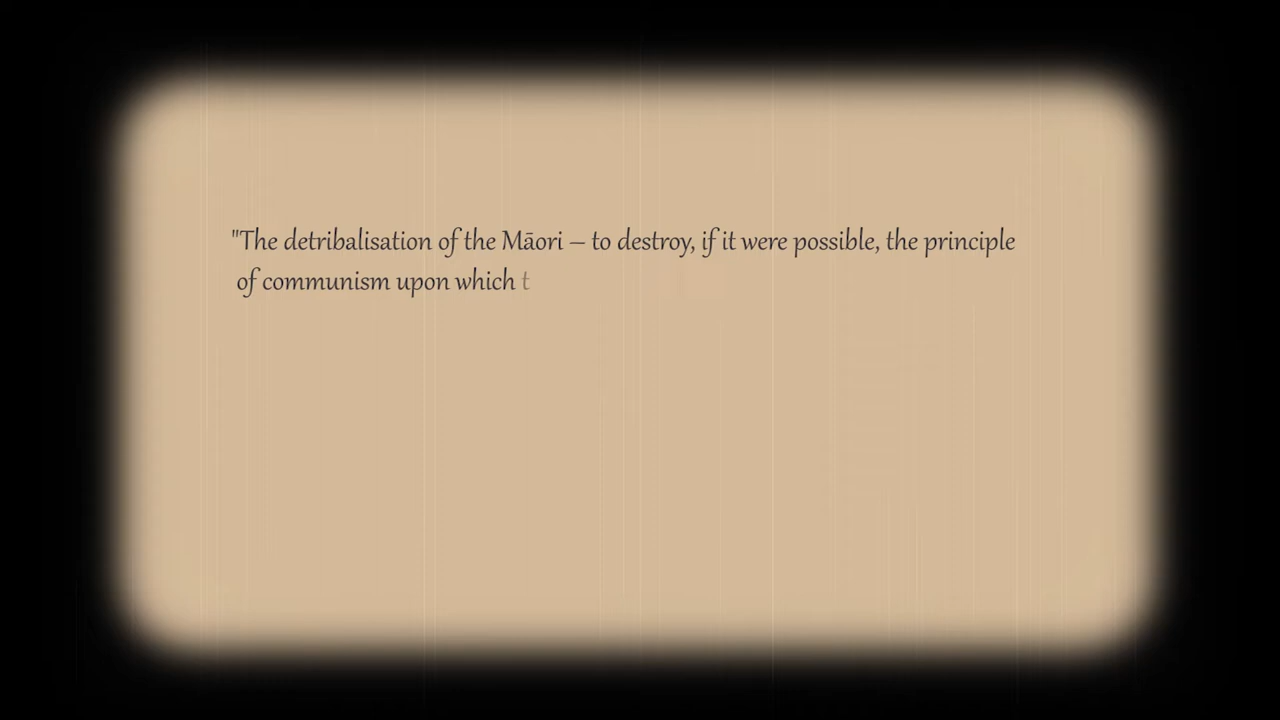 "The detribalisation of the Māori – to destroy, if it were possible, the principle
of communism upon which t